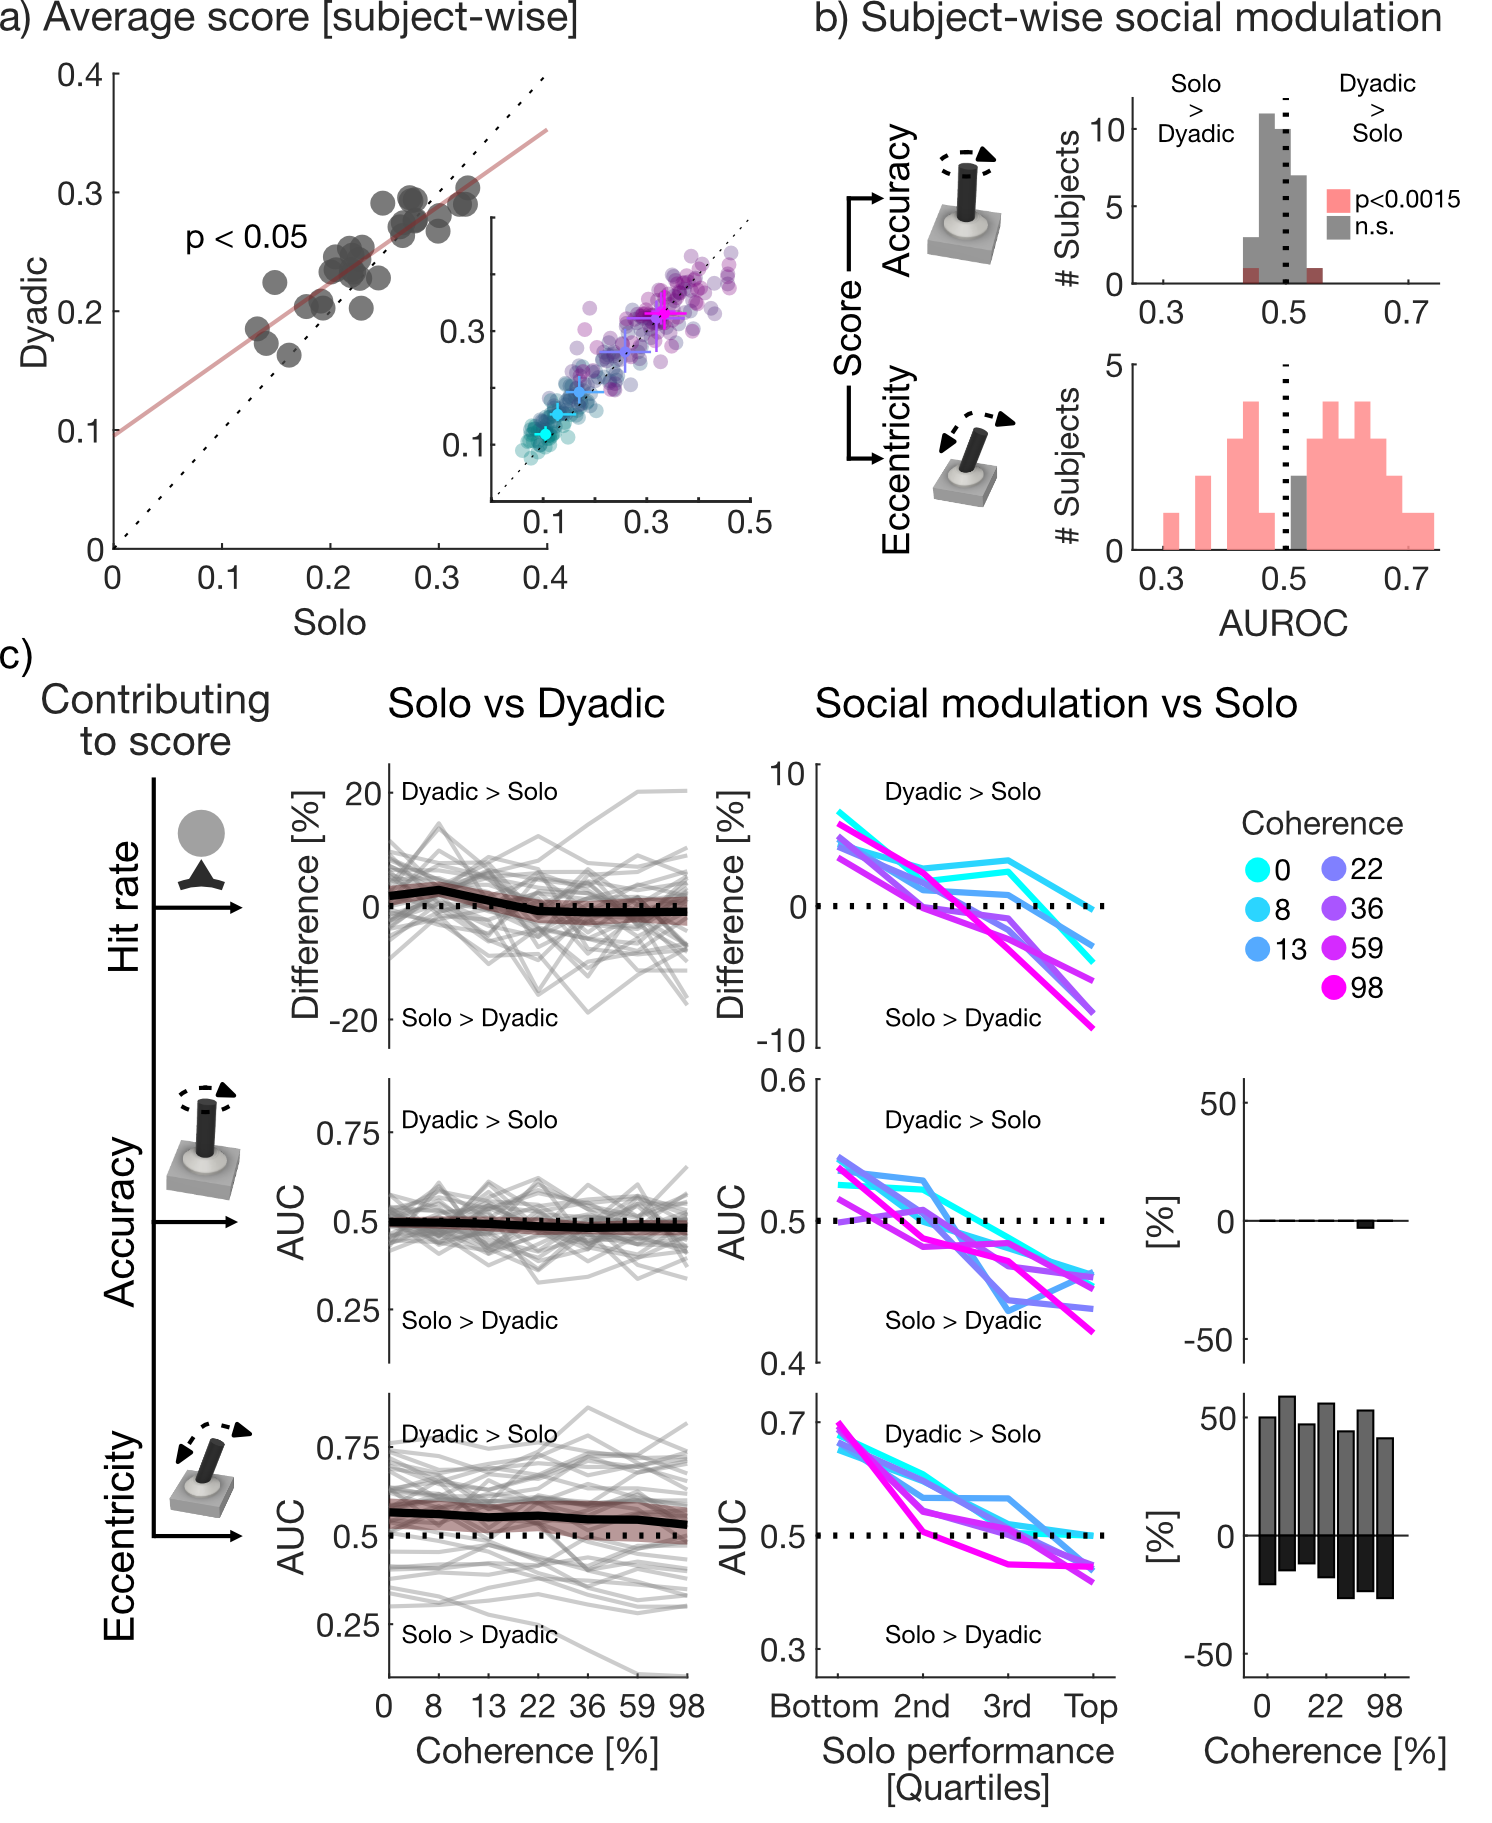 a) Average score [subject-wise]
0.4
0.3
0.2
0.1
0
Dyadic
p < 0.05
0
0.1
0.2
0.3
0.4
Solo
0.3
0.1
0.1
0.3
0.5
b) Subject-wise social modulation
Score
Accuracy
Eccentricity
# Subjects
10
5
0
Solo
>
Dyadic
Dyadic
>
Solo
p<0.0015
n.s.
0.3
0.5
0.7
# Subjects
5
0
0.3
0.5
0.7
AUROC
c)
Contributing
to score
Solo vs Dyadic
Social modulation vs Solo
Hit rate
Difference [%]
20
0
-20
Dyadic > Solo
Solo > Dyadic
Difference [%]
10
0
-10
Dyadic > Solo
Solo > Dyadic
Coherence
0
22
8
36
13
59
98
Accuracy
AUC
0.75
0.5
0.25
Dyadic > Solo
Solo > Dyadic
AUC
0.6
0.5
0.4
Dyadic > Solo
Solo > Dyadic
[%]
50
0
-50
Eccentricity
AUC
0.75
0.5
0.25
Dyadic > Solo
Solo > Dyadic
0 8 13 22 36 59 98
Coherence [%]
AUC
0.7
0.5
0.3
Dyadic > Solo
Solo > Dyadic
Bottom 2nd 3rd Top
Solo performance
[Quartiles]
[%]
50
0
-50
0 22 98
Coherence [%]